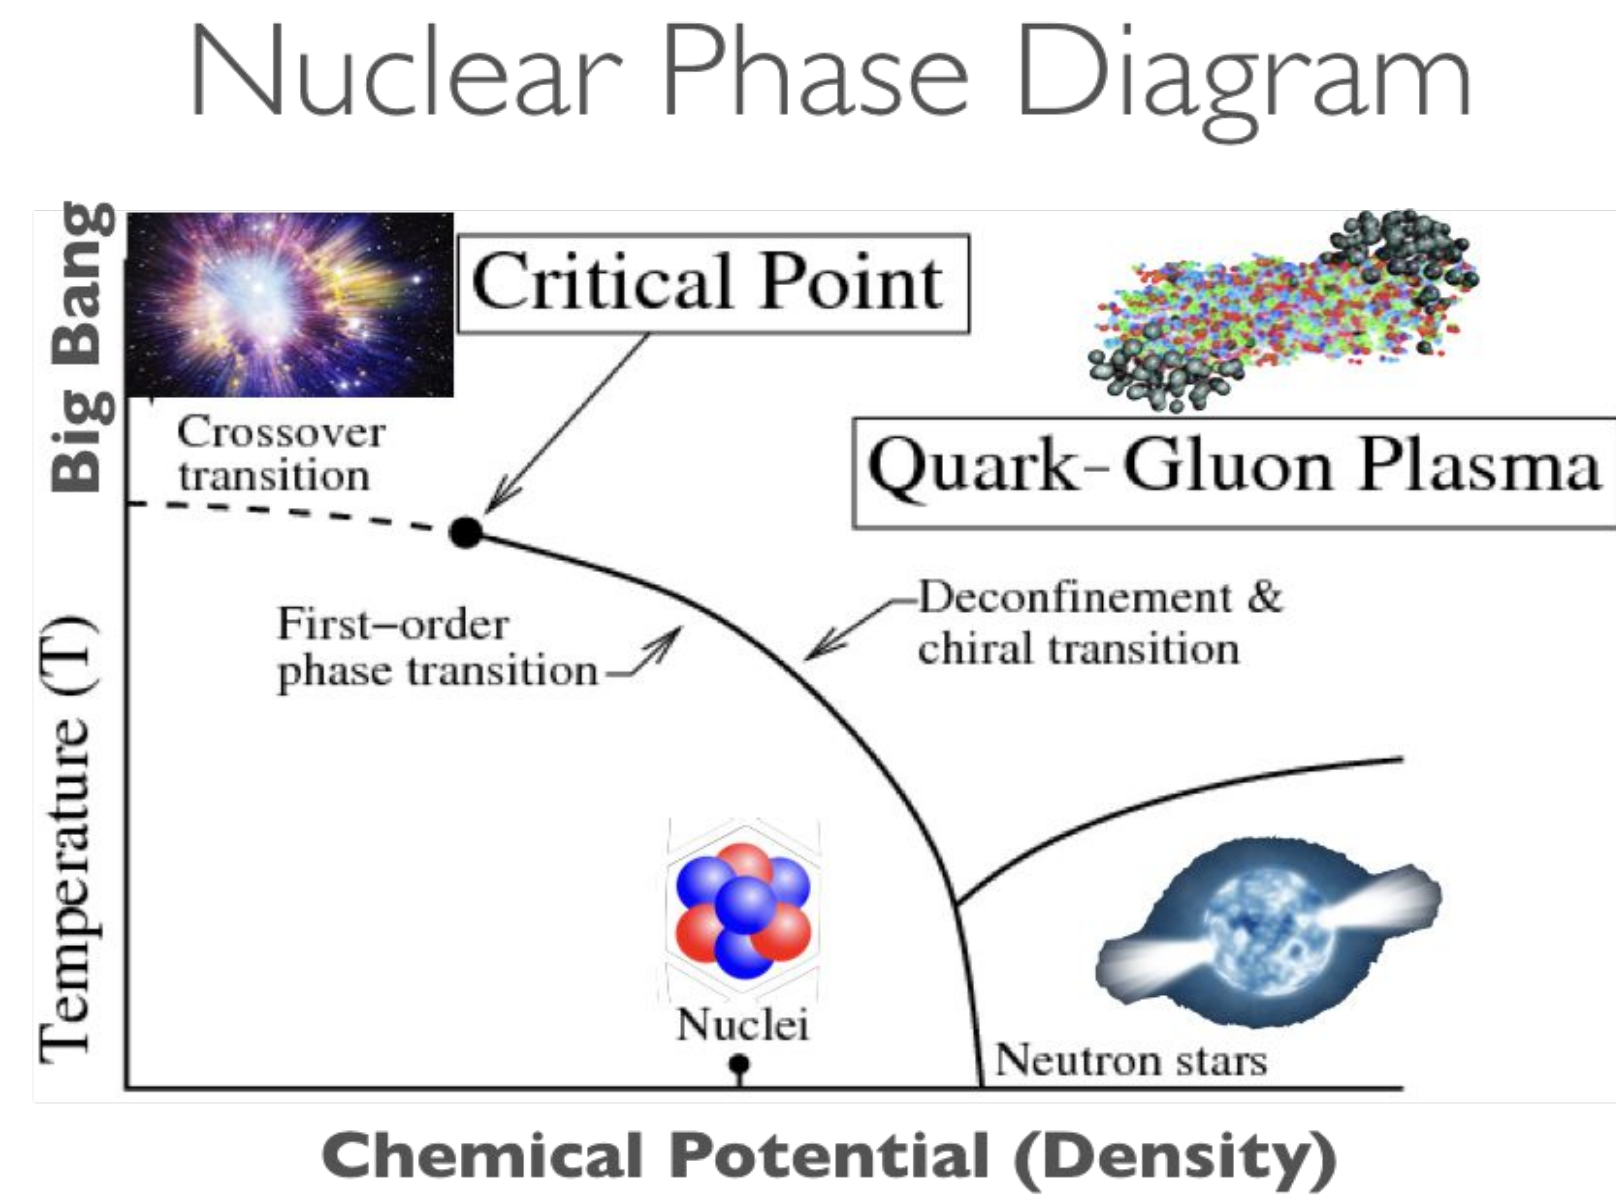 Nuclear Phase Diagram
Big Bang
Critical Point
Crossover
transition
Quark-Gluon Plasma
First-order
phase transition
Deconfinement &
chiral transition
Temperature (T)
Nuclei
Neutron stars
Chemical Potential (Density)